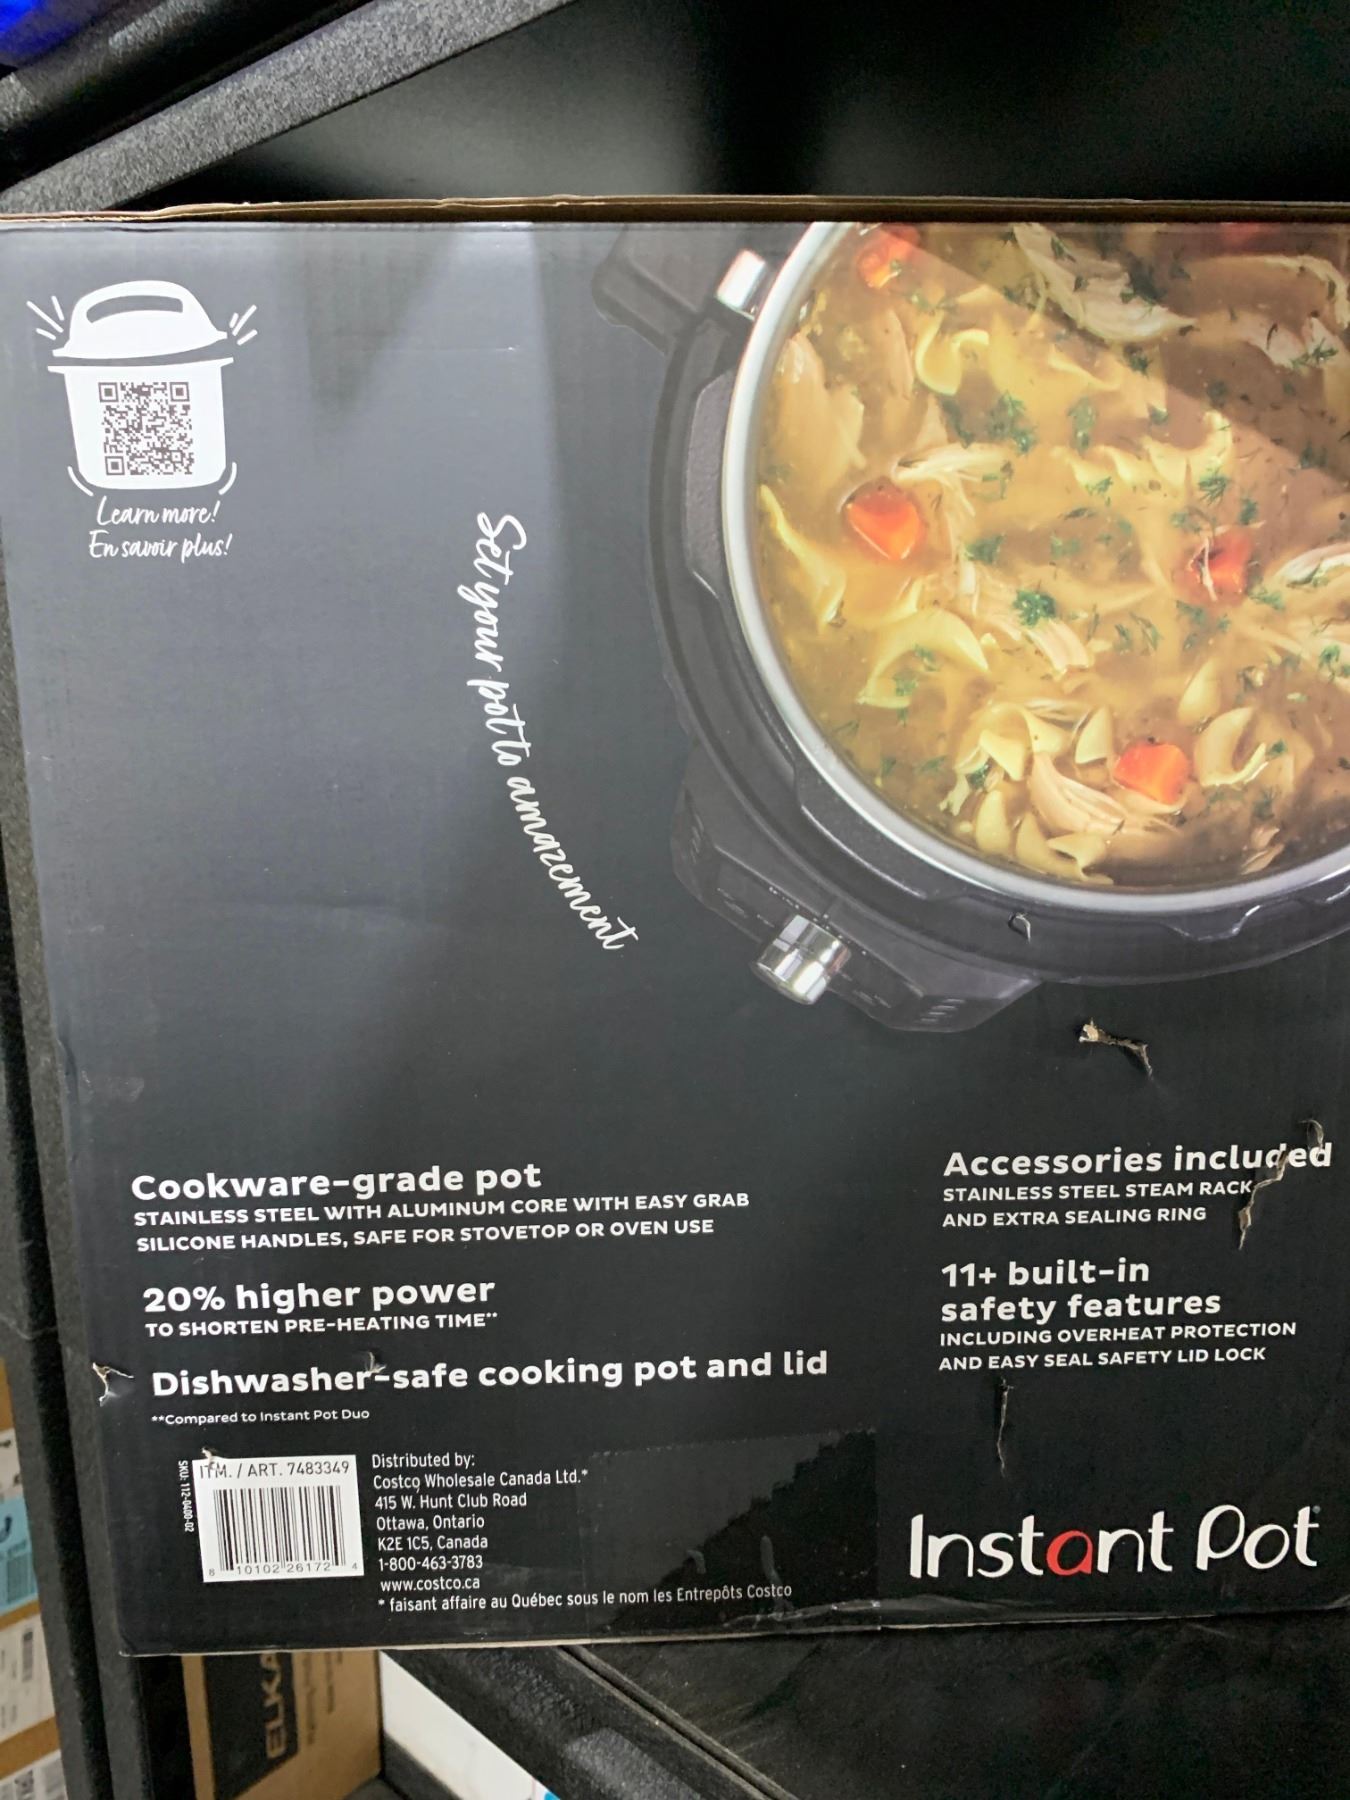 Learn more!
En savoir plus!
Set your pot to amazement
Cookware-grade pot
STAINLESS STEEL WITH ALUMINUM CORE WITH EASY GRAB
SILICONE HANDLES, SAFE FOR STOVETOP OR OVEN USE
20% higher power
TO SHORTEN PRE-HEATING TIME**
Dishwasher-safe cooking pot and lid
**Compared to Instant Pot Duo
Accessories included
STAINLESS STEEL STEAM RACK
AND EXTRA SEALING RING
11+ built-in
safety features
INCLUDING OVERHEAT PROTECTION
AND EASY SEAL SAFETY LID LOCK
SKU: 112-0400-02
ITM. / ART. 7483349
8 10102 26172 4
Distributed by:
Costco Wholesale Canada Ltd.*
415 W. Hunt Club Road
Ottawa, Ontario
K2E 1C5, Canada
1-800-463-3783
www.costco.ca
* faisant affaire au Québec sous le nom les Entrepôts Costco
Instant Pot
ELKA